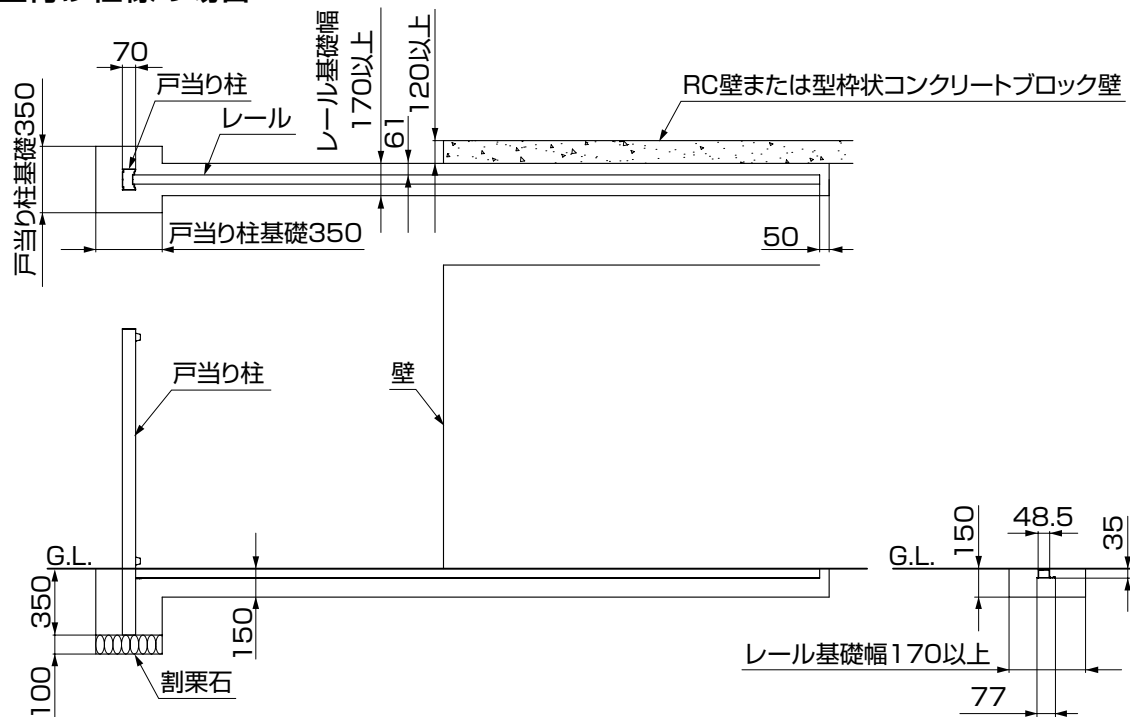 70
戸当り柱
レール
レール基礎幅
170以上
120以上
61
RC壁または型枠状コンクリートブロック壁
戸当り柱基礎350
戸当り柱基礎350
50
戸当り柱
壁
G.L.
350
100
150
割栗石
G.L.
150
48.5
35
レール基礎幅170以上
77